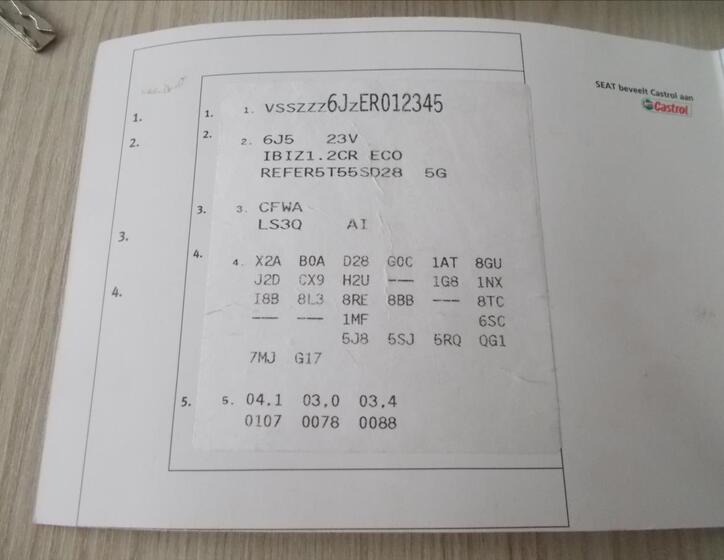 SEAT beveelt Castrol aan
Castrol
1. 1. 1. VSSZZZ6JZER012345
2. 2. 2. 6J5 23V
IBIZ1.2CR ECO
REFER5T55SD28 5G
3. 3. 3. CFWA
LS3Q AI
4. 4. 4. X2A B0A D28 G0C 1AT 8GU
J2D CX9 H2U --- 1G8 1NX
I8B 8L3 8RE 8BB --- 8TC
--- --- 1MF 6SC
5J8 5SJ 5RQ QG1
7MJ G17
5. 5. 04.1 03,0 03,4
0107 0078 0088